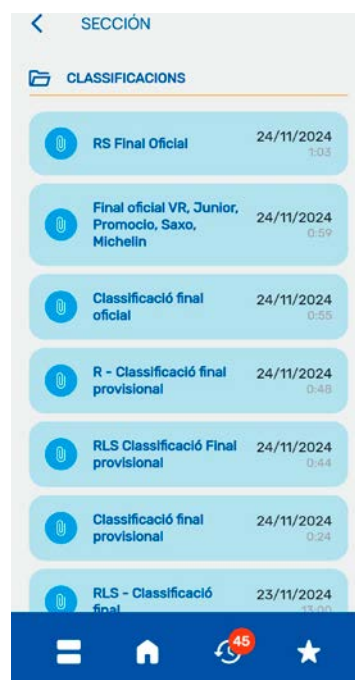 SECCIÓN
CLASSIFICACIONS
RS Final Oficial
24/11/2024
1:03
Final oficial VR, Junior,
Promocio, Saxo,
Michelin
24/11/2024
0:59
Classificació final
oficial
24/11/2024
0:55
R - Classificació final
provisional
24/11/2024
0:48
RLS Classificació Final
provisional
24/11/2024
0:44
Classificació final
provisional
24/11/2024
0:24
RLS - Classificació
final
23/11/2024
13:00
45